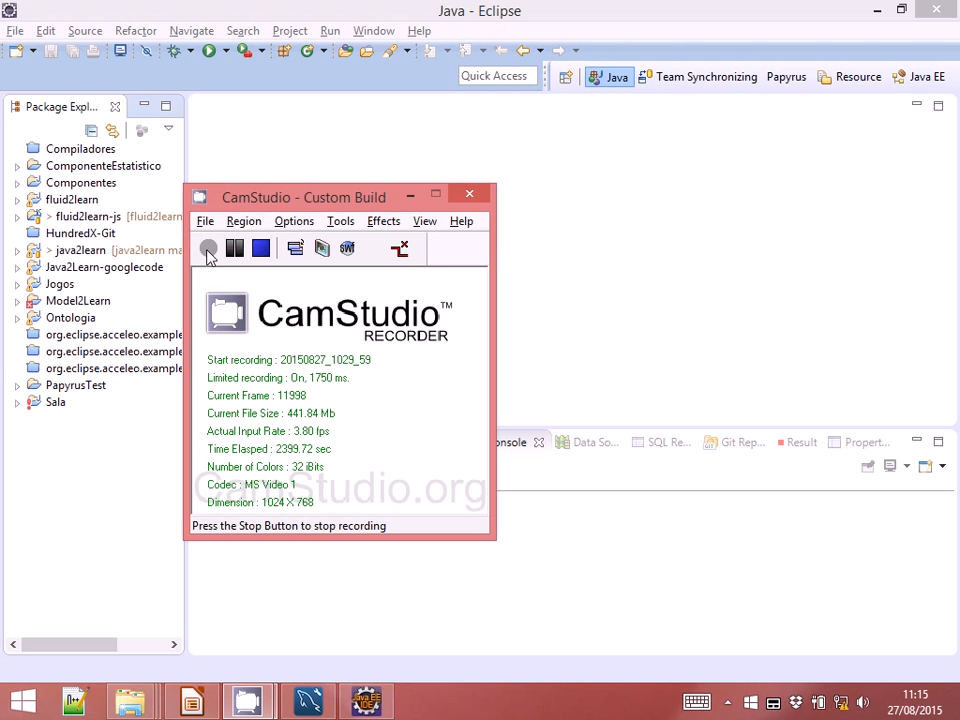 Java - Eclipse
File Edit Source Refactor Navigate Search Project Run Window Help
Quick Access
Java Team Synchronizing Papyrus Resource Java EE
Package Expl...
Compiladores
ComponenteEstatistico
Componentes
fluid2learn
> fluid2learn-js [fluid2learn
HundredX-Git
> java2learn [java2learn ma
Java2Learn-googlecode
Jogos
Model2Learn
Ontologia
org.eclipse.acceleo.example
org.eclipse.acceleo.example
org.eclipse.acceleo.example
PapyrusTest
Sala
CamStudio - Custom Build
File Region Options Tools Effects View Help
SWf
CamStudio™
RECORDER
Start recording : 20150827_1029_59
Limited recording : On, 1750 ms.
Current Frame : 11998
Current File Size : 441.84 Mb
Actual Input Rate : 3.80 fps
Time Elasped : 2399.72 sec
Number of Colors : 32 iBits
Codec : MS Video 1
Dimension : 1024 X 768
CamStudio.org
Press the Stop Button to stop recording
onsole Data So... SQL Re... Git Rep... Result Propert...
Java EE
IDE
11:15
27/08/2015